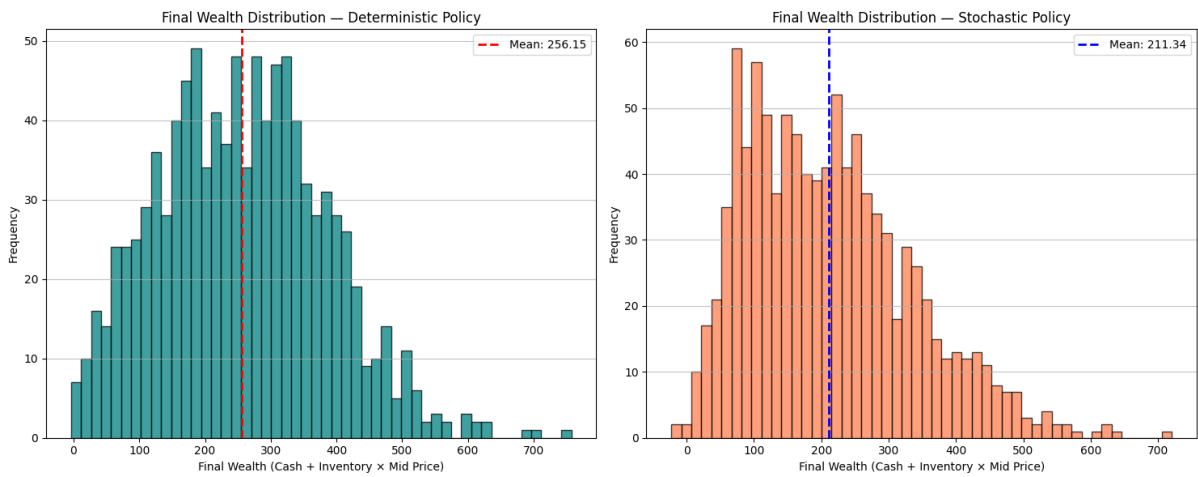 Final Wealth Distribution — Deterministic Policy
Mean: 256.15
50
40
30
20
10
0
Frequency
0 100 200 300 400 500 600 700
Final Wealth (Cash + Inventory × Mid Price)
Final Wealth Distribution — Stochastic Policy
Mean: 211.34
60
50
40
30
20
10
0
Frequency
0 100 200 300 400 500 600 700
Final Wealth (Cash + Inventory × Mid Price)